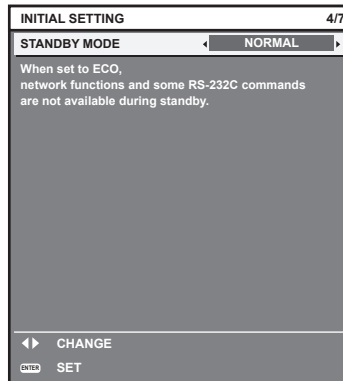 INITIAL SETTING 4/7
STANDBY MODE NORMAL
When set to ECO,
network functions and some RS-232C commands
are not available during standby.
CHANGE
ENTER SET